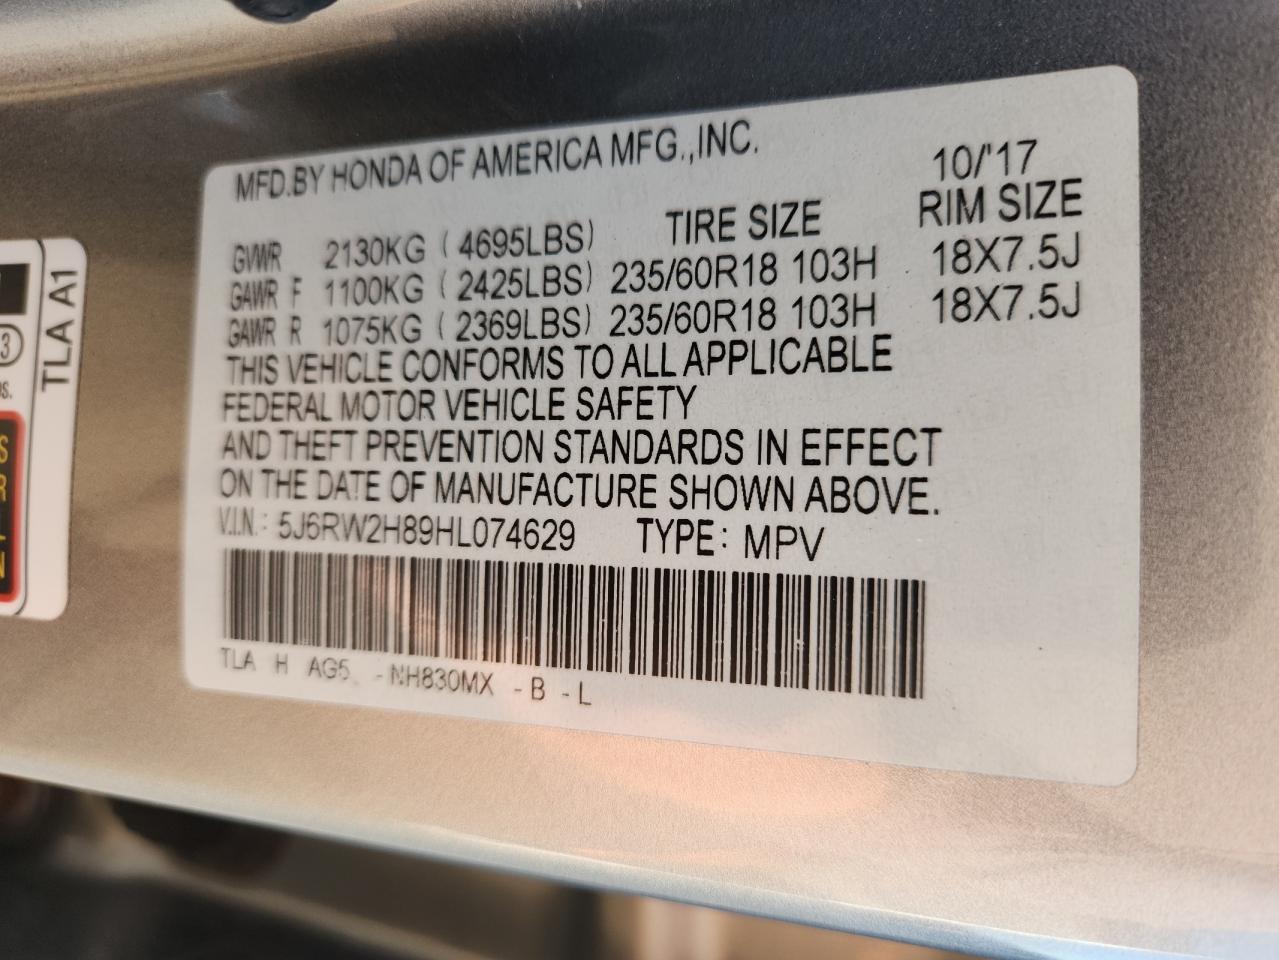 MFD.BY HONDA OF AMERICA MFG.,INC. 10/'17
TIRE SIZE RIM SIZE
GVWR 2130KG ( 4695LBS)
GAWR F 1100KG ( 2425LBS) 235/60R18 103H 18X7.5J
GAWR R 1075KG ( 2369LBS) 235/60R18 103H 18X7.5J
THIS VEHICLE CONFORMS TO ALL APPLICABLE
FEDERAL MOTOR VEHICLE SAFETY
AND THEFT PREVENTION STANDARDS IN EFFECT
ON THE DATE OF MANUFACTURE SHOWN ABOVE.
V.I.N.: 5J6RW2H89HL074629 TYPE: MPV
TLA H AG5 -NH830MX -B -L
TLA A1